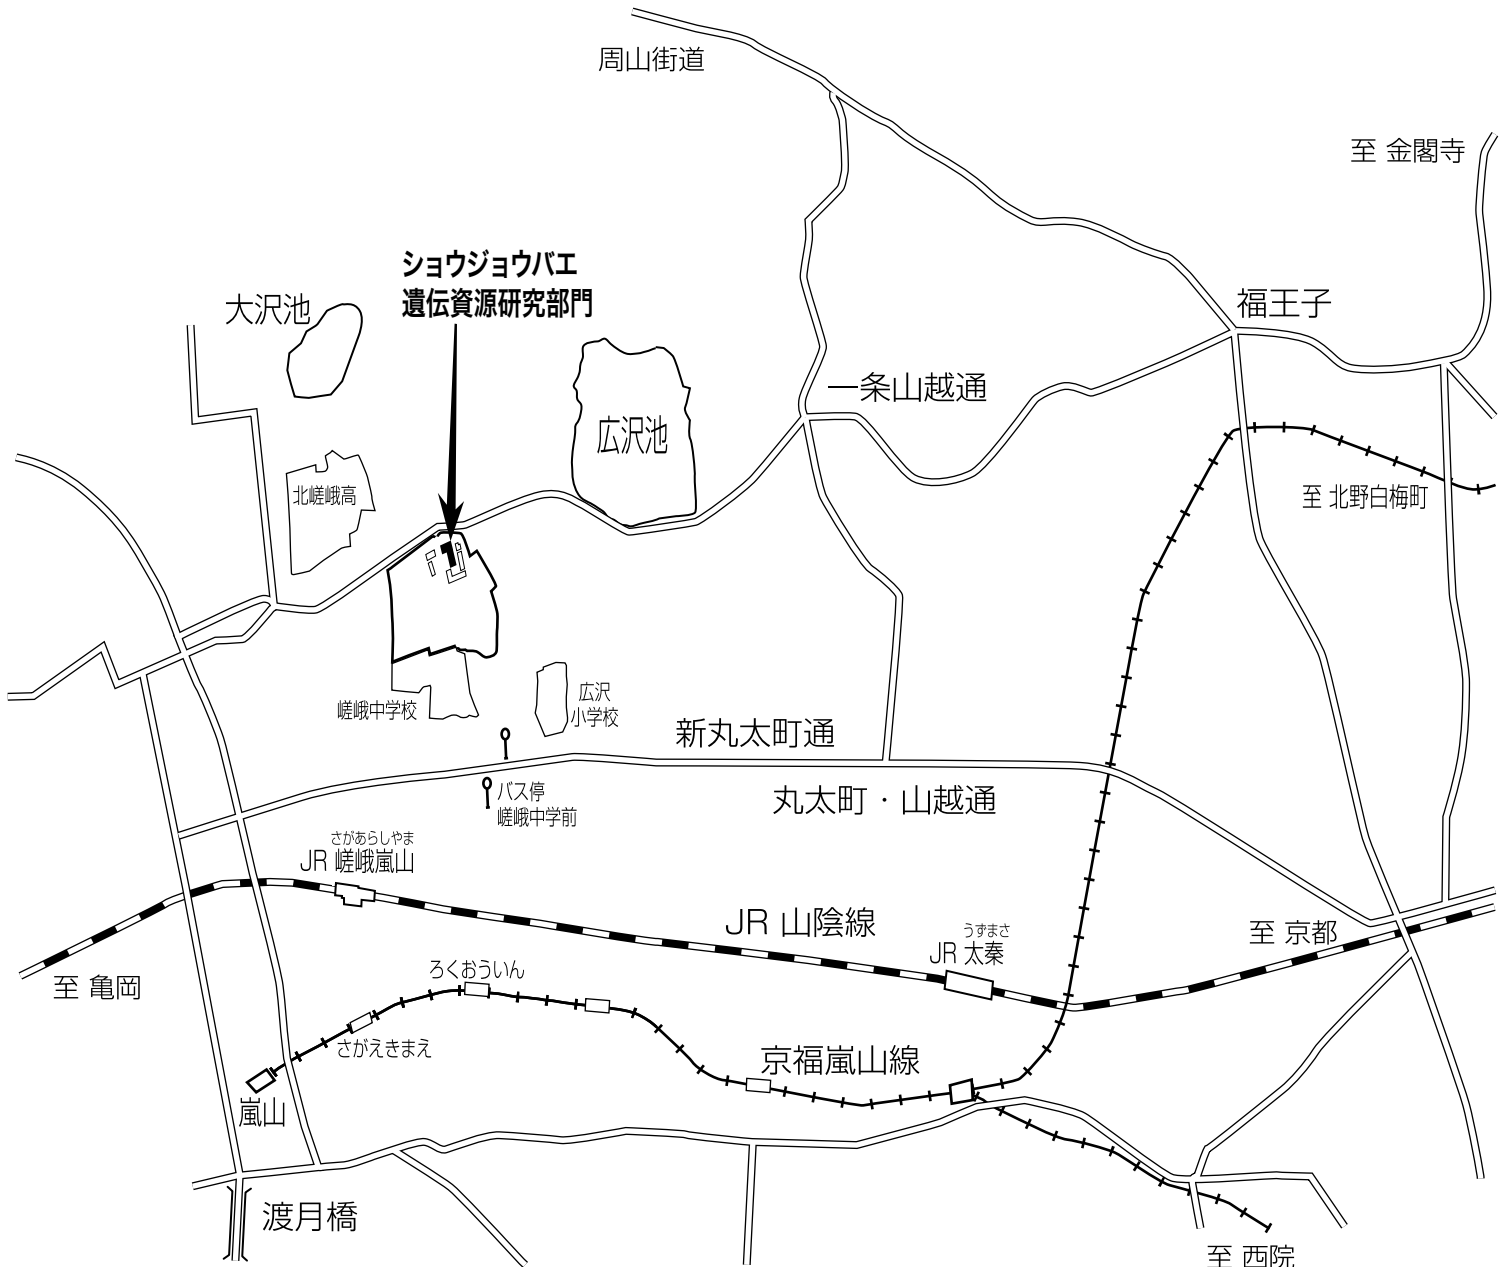 周山街道
至 金閣寺
ショウジョウバエ
遺伝資源研究部門
大沢池
福王子
一条山越通
広沢池
北嵯峨高
至 北野白梅町
広沢
小学校
嵯峨中学校
新丸太町通
バス停
嵯峨中学前
丸太町・山越通
さがあらしやま
JR 嵯峨嵐山
JR 山陰線
うずまさ
JR 太秦
至 京都
至 亀岡
ろくおういん
さがえきまえ
京福嵐山線
嵐山
渡月橋
至 西院